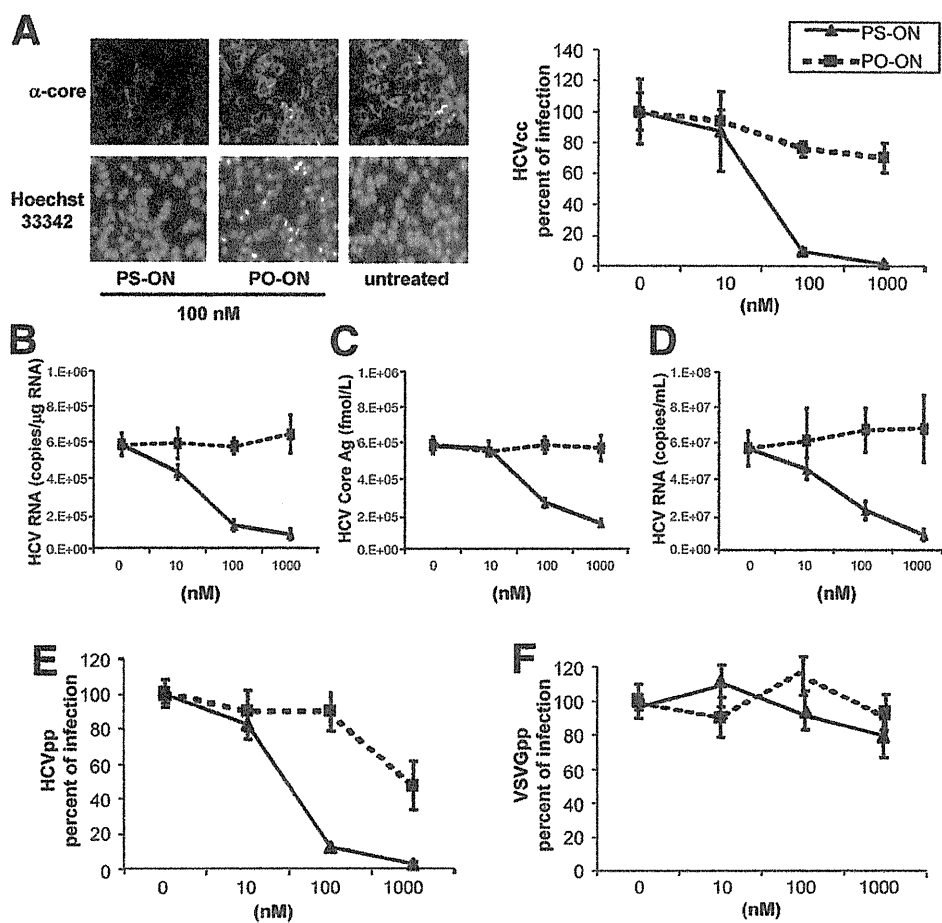 A
α-core
Hoechst
33342
PS-ON
PO-ON
untreated
100 nM
PS-ON
PO-ON
HCVcc
percent of infection
140
120
100
80
60
40
20
0
0
10
100
1000
(nM)
B
HCV RNA (copies/μg RNA)
1.E+06
8.E+05
6.E+05
4.E+05
2.E+05
0.E+00
0
10
100
1000
(nM)
C
HCV Core Ag (fmol/L)
1.E+06
8.E+05
6.E+05
4.E+05
2.E+05
0.E+00
0
10
100
1000
(nM)
D
HCV RNA (copies/mL)
1.E+08
8.E+07
6.E+07
4.E+07
2.E+07
0.E+00
0
10
100
1000
(nM)
E
HCVpp
percent of infection
120
100
80
60
40
20
0
0
10
100
1000
(nM)
F
VSVGpp
percent of infection
120
100
80
60
40
20
0
0
10
100
1000
(nM)